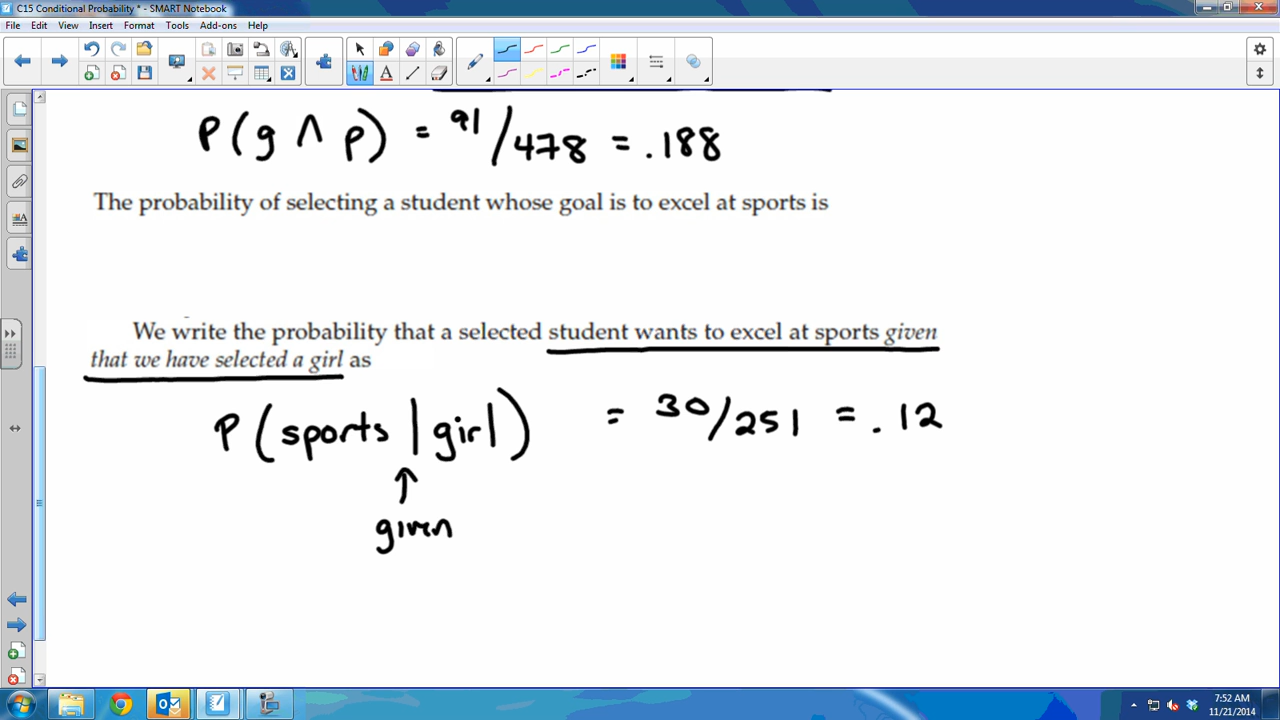 C15 Conditional Probability * - SMART Notebook
File Edit View Insert Format Tools Add-ons Help
P(g ∧ p) = 91/478 = .188
The probability of selecting a student whose goal is to excel at sports is
We write the probability that a selected student wants to excel at sports given
that we have selected a girl as
P(sports | girl) = 30/251 = .12
↑
given
7:52 AM
11/21/2014